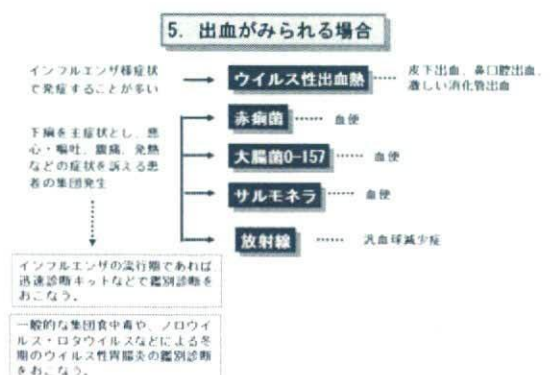 5. 出血がみられる場合
インフルエンザ様症状
で発症することが多い
ウイルス性出血熱
皮下出血、鼻口腔出血、
激しい消化管出血
下痢を主症状とし、悪
心・嘔吐、腹痛、発熱
などの症状を訴える患
者の集団発生
赤痢菌
血便
大腸菌O-157
血便
サルモネラ
血便
放射線
汎血球減少症
インフルエンザの流行期であれば
迅速診断キットなどで鑑別診断を
おこなう。
一般的な集団食中毒や、ノロウイ
ルス・ロタウイルスなどによる冬
期のウイルス性胃腸炎の鑑別診断
をおこなう。